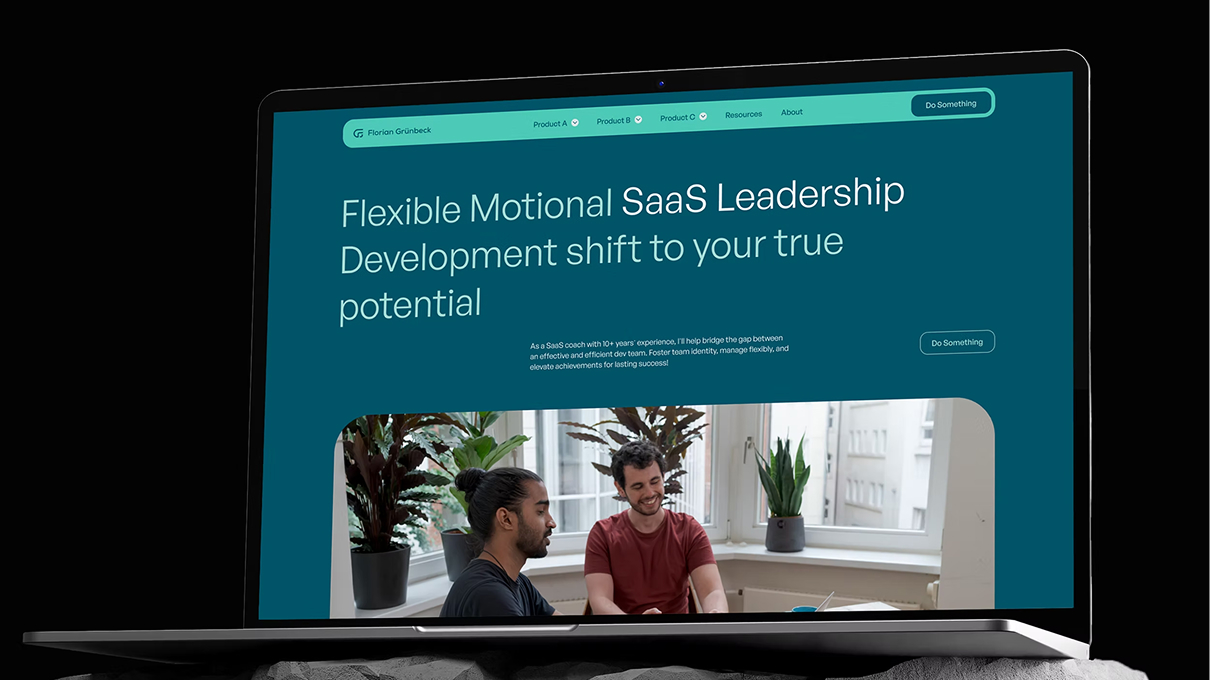 Florian Grünbeck
Product A
Product B
Product C
Resources
About
Do Something
Flexible Motional SaaS Leadership
Development shift to your true
potential
As a SaaS coach with 10+ years' experience, I'll help bridge the gap between
an effective and efficient dev team. Foster team identity, manage flexibly, and
elevate achievements for lasting success!
Do Something